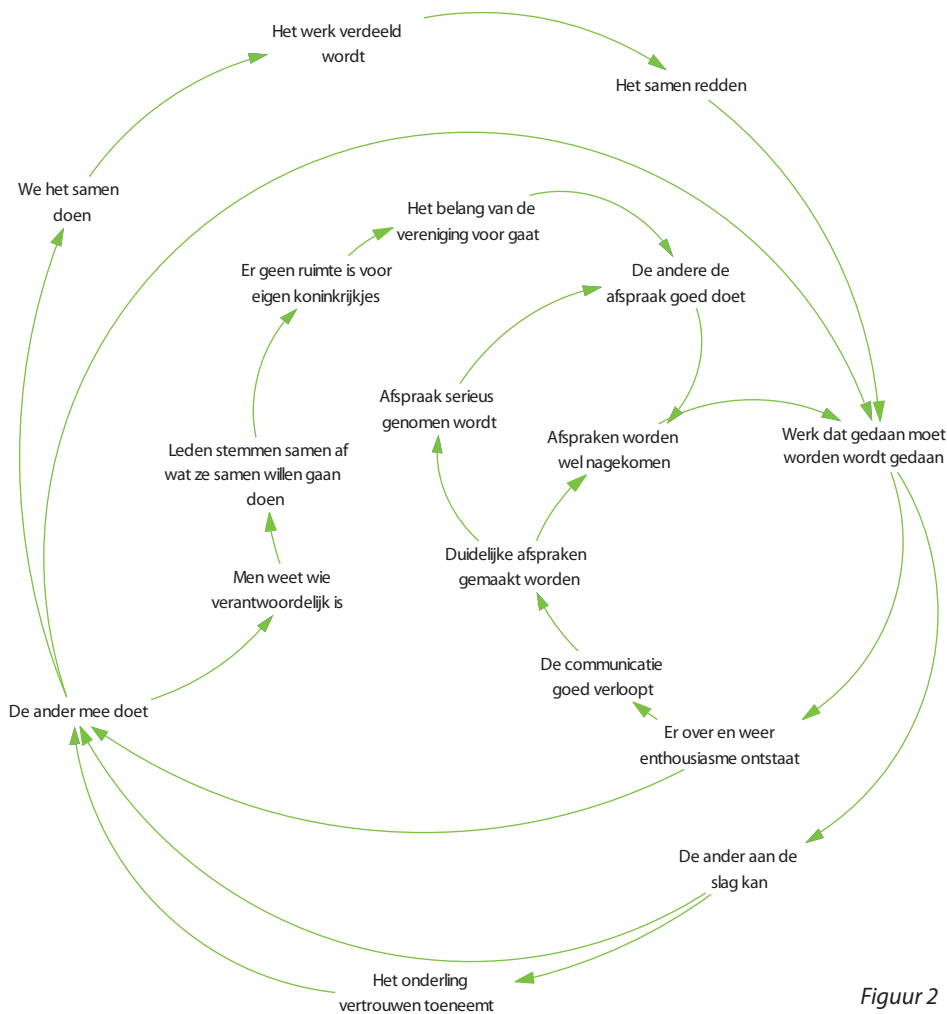 Het werk verdeeld
wordt
Het samen redden
We het samen
doen
Het belang van de
vereniging voor gaat
Er geen ruimte is voor
eigen koninkrijkjes
De andere de
afspraak goed doet
Afspraak serieus
genomen wordt
Afspraken worden
wel nagekomen
Werk dat gedaan moet
worden wordt gedaan
Leden stemmen samen af
wat ze samen willen gaan
doen
Duidelijke afspraken
gemaakt worden
Men weet wie
verantwoordelijk is
De communicatie
goed verloopt
De ander mee doet
Er over en weer
enthousiasme ontstaat
De ander aan de
slag kan
Het onderling
vertrouwen toeneemt
Figuur 2